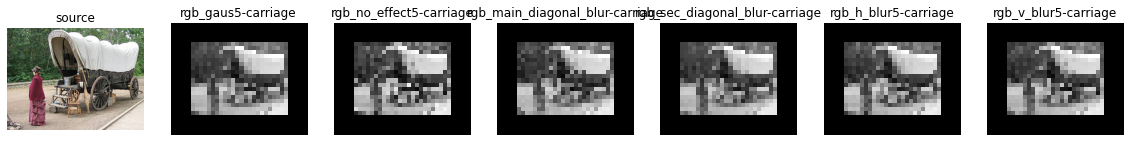 source
rgb_gaus5-carriage
rgb_no_effect5-carriage
rgb_main_diagonal_blur-carriage
rgb_sec_diagonal_blur-carriage
rgb_h_blur5-carriage
rgb_v_blur5-carriage